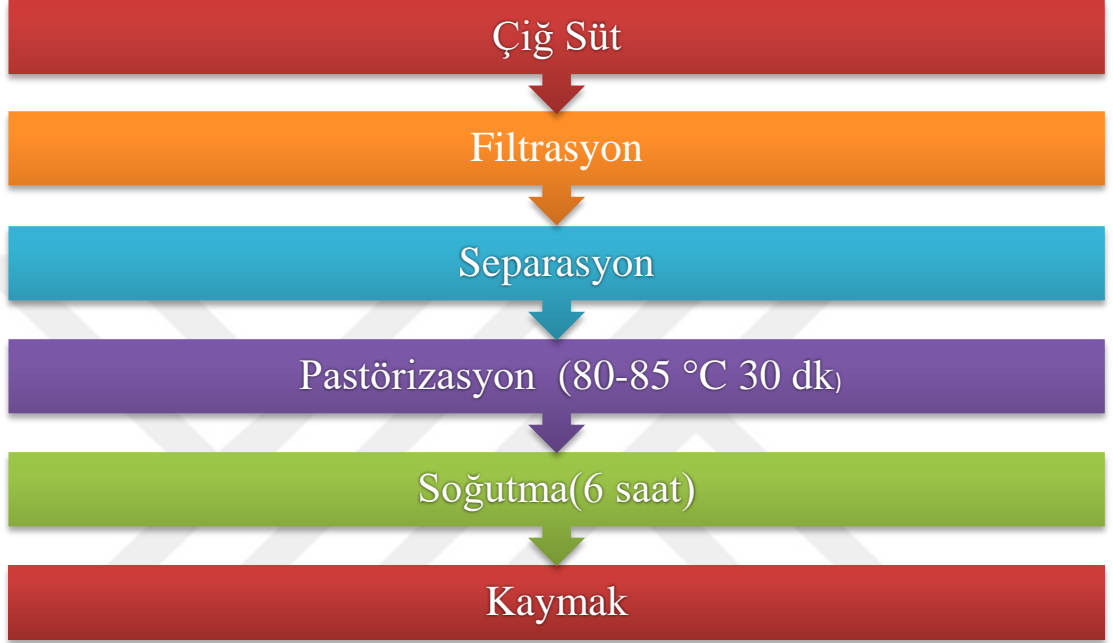 Çiğ Süt
Filtrasyon
Separasyon
Pastörizasyon (80-85 °C 30 dk)
Soğutma(6 saat)
Kaymak